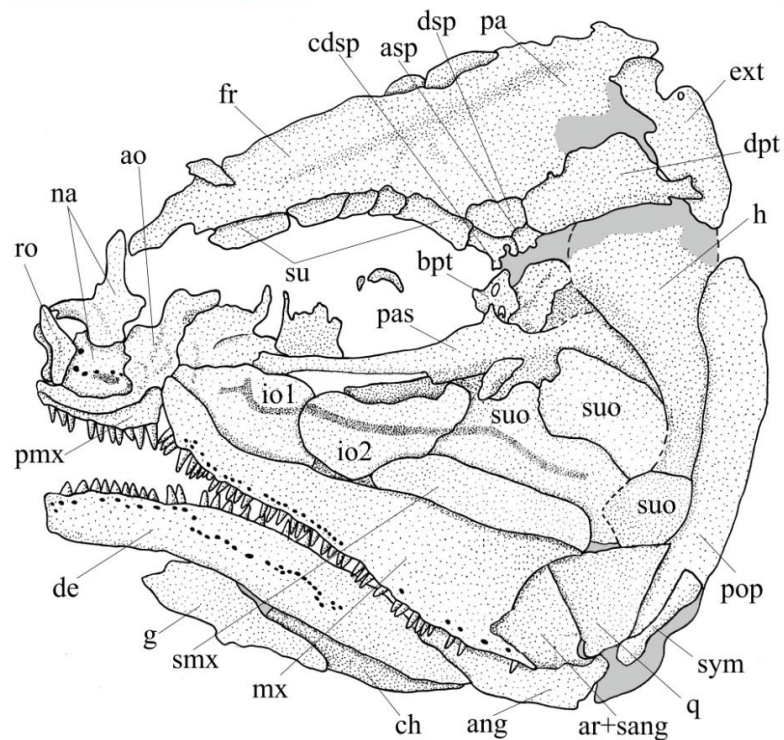 dsp
pa
asp
cdsp
ext
fr
dpt
ao
na
h
ro
su
bpt
pas
io1
suo
suo
io2
suo
pmx
de
pop
g
smx
sym
mx
q
ch
ang
ar+sang